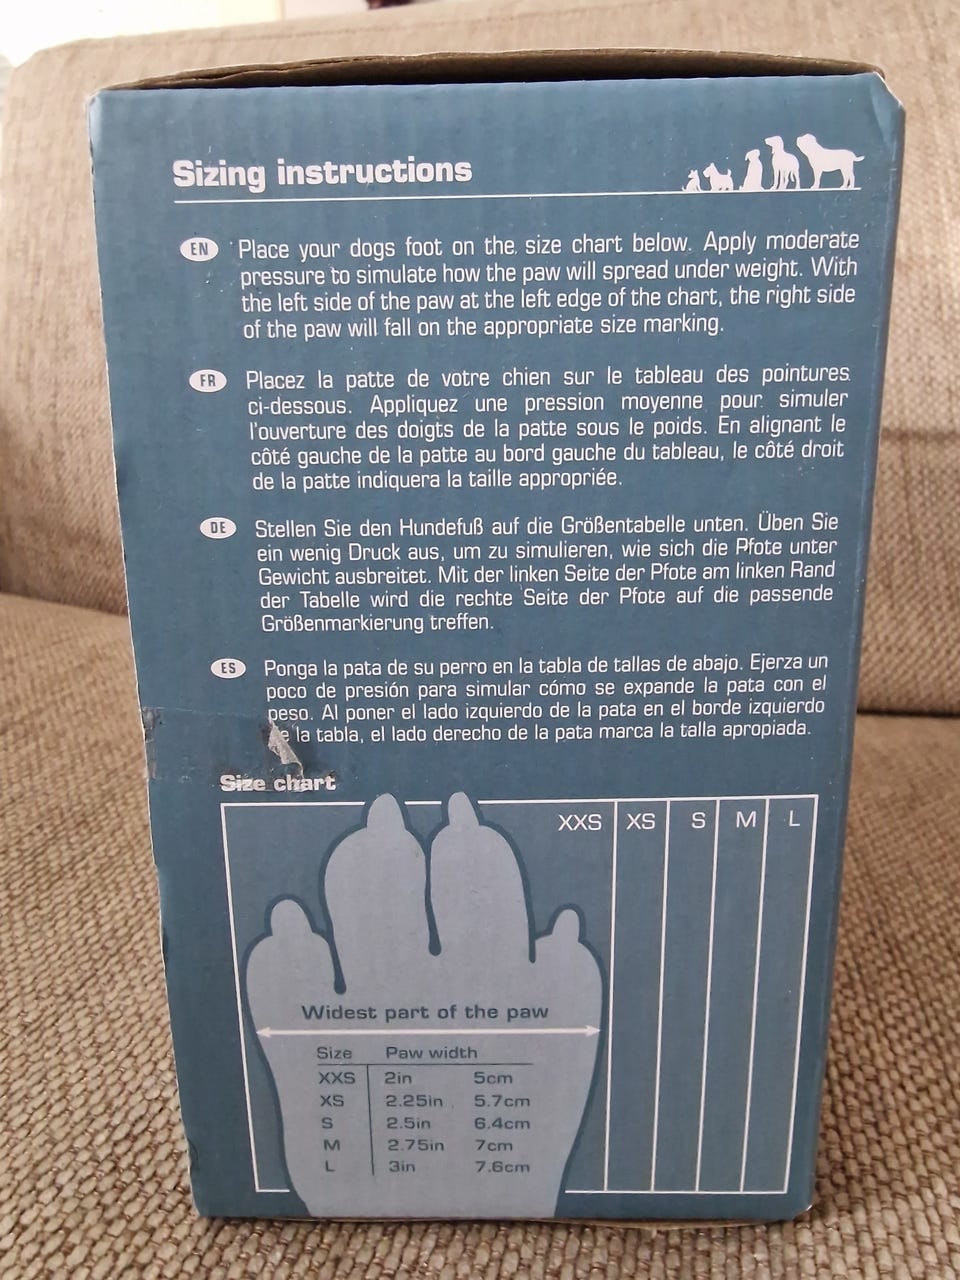 Sizing instructions
EN Place your dogs foot on the size chart below. Apply moderate
pressure to simulate how the paw will spread under weight. With
the left side of the paw at the left edge of the chart, the right side
of the paw will fall on the appropriate size marking.
FR Placez la patte de votre chien sur le tableau des pointures
ci-dessous. Appliquez une pression moyenne pour simuler
l'ouverture des doigts de la patte sous le poids. En alignant le
côté gauche de la patte au bord gauche du tableau, le côté droit
de la patte indiquera la taille appropriée.
DE Stellen Sie den Hundefuß auf die Größentabelle unten. Üben Sie
ein wenig Druck aus, um zu simulieren, wie sich die Pfote unter
Gewicht ausbreitet. Mit der linken Seite der Pfote am linken Rand
der Tabelle wird die rechte Seite der Pfote auf die passende
Größenmarkierung treffen.
ES Ponga la pata de su perro en la tabla de tallas de abajo. Ejerza un
poco de presión para simular cómo se expande la pata con el
peso. Al poner el lado izquierdo de la pata en el borde izquierdo
de la tabla, el lado derecho de la pata marca la talla apropiada.
Size chart
XXS XS S M L
Widest part of the paw
Size Paw width
XXS 2in 5cm
XS 2.25in 5.7cm
S 2.5in 6.4cm
M 2.75in 7cm
L 3in 7.6cm